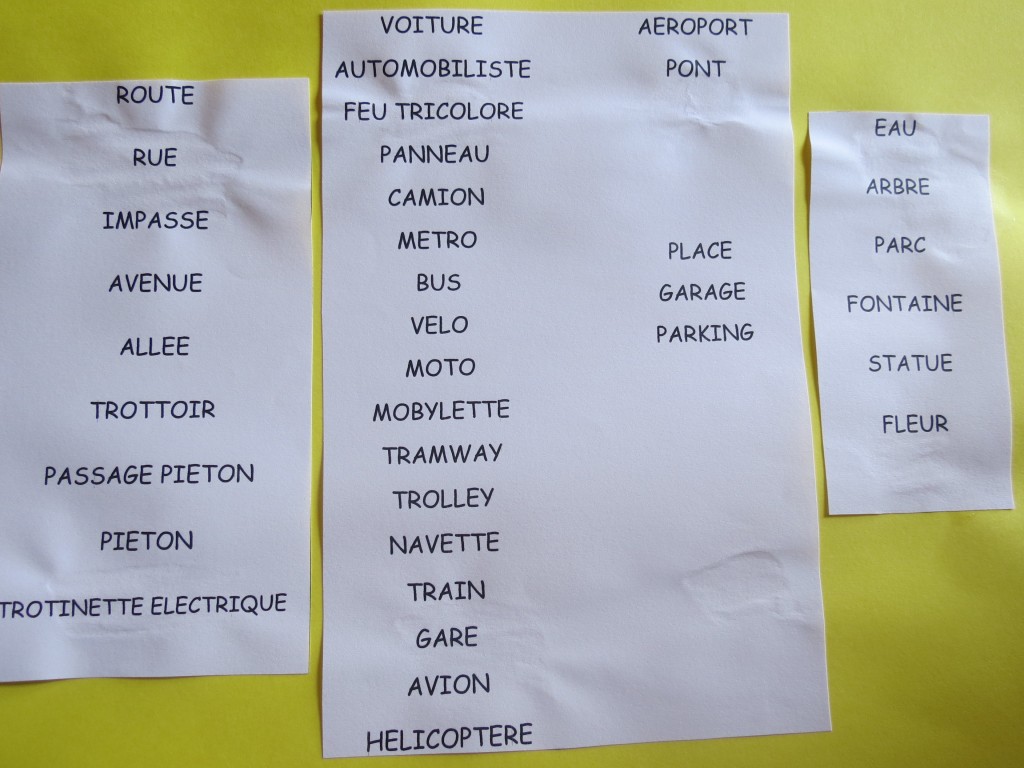 ROUTE
RUE
IMPASSE
AVENUE
ALLEE
TROTTOIR
PASSAGE PIETON
PIETON
TROTINETTE ELECTRIQUE
VOITURE
AUTOMOBILISTE
FEU TRICOLORE
PANNEAU
CAMION
METRO
BUS
VELO
MOTO
MOBYLETTE
TRAMWAY
TROLLEY
NAVETTE
TRAIN
GARE
AVION
HELICOPTERE
AEROPORT
PONT
PLACE
GARAGE
PARKING
EAU
ARBRE
PARC
FONTAINE
STATUE
FLEUR